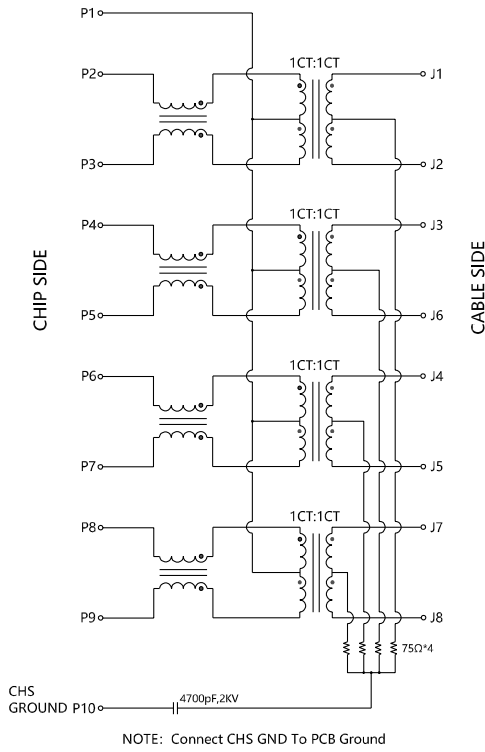 P1
1CT:1CT
P2
J1
P3
J2
1CT:1CT
P4
J3
CHIP SIDE
CABLE SIDE
P5
J6
1CT:1CT
P6
J4
P7
J5
1CT:1CT
P8
J7
P9
J8
75Ω*4
CHS
GROUND P10
4700pF,2KV
NOTE: Connect CHS GND To PCB Ground